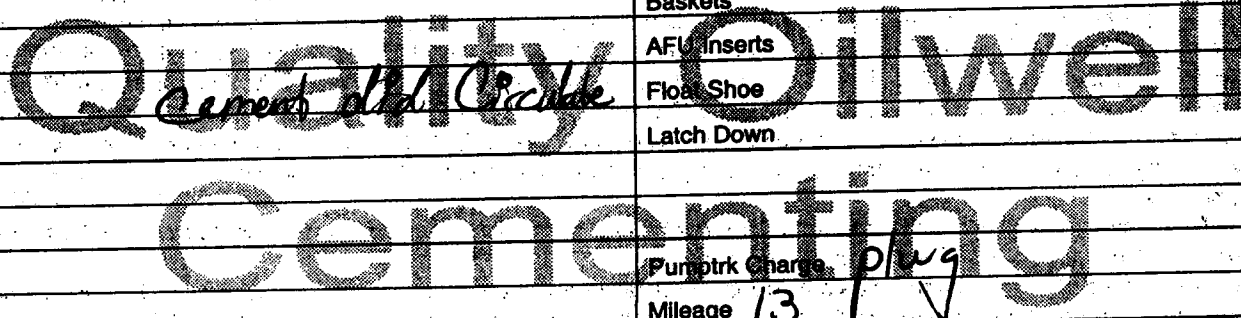 Baskets
Quality Oilwell
AFU Inserts
Cement did Circulate
Float Shoe
Latch Down
Cementing
Pumptrk Charge plug
Mileage 13